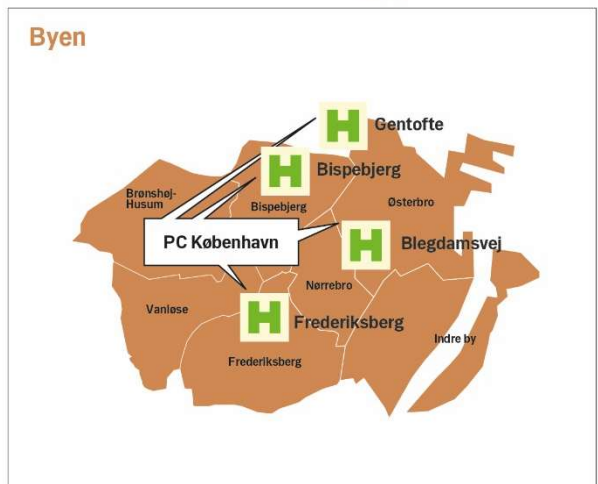 Byen
H
Gentofte
H
Bispebjerg
Brønshøj-
Husum
Bispebjerg
Østerbro
PC København
H
Blegdamsvej
Nørrebro
Vanløse
H
Frederiksberg
Indre by
Frederiksberg